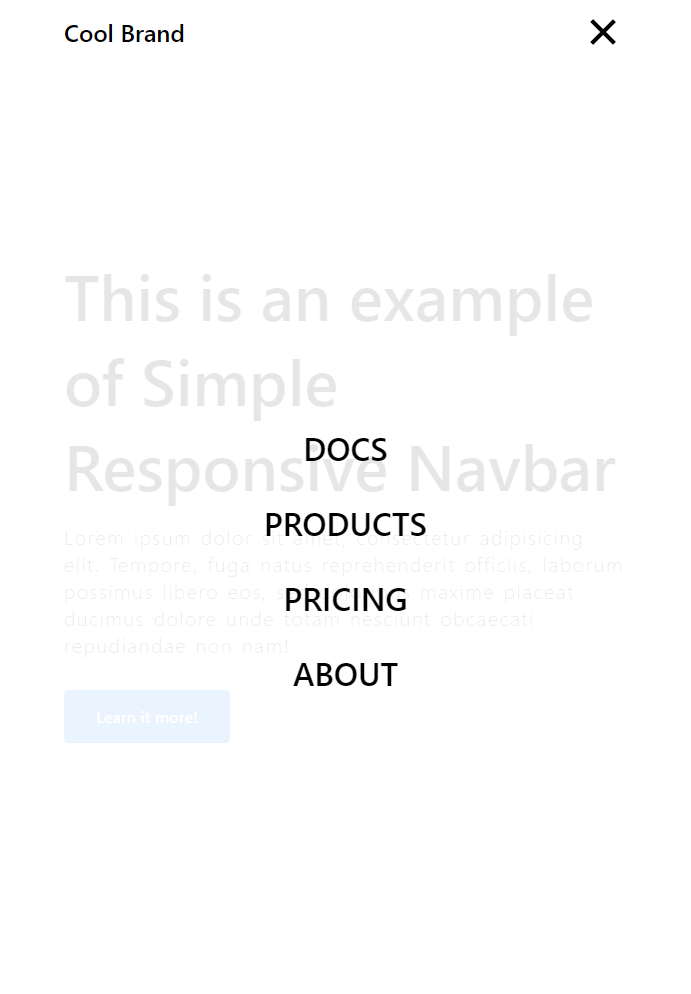 Cool Brand
This is an example
of Simple
Responsive Navbar
DOCS
PRODUCTS
Lorem ipsum dolor sit amet, consectetur adipisicing
elit. Tempore, fuga natus reprehenderit officiis, laborum
possimus libero eos, maxime placeat
PRICING
ducimus dolore unde totam nesciunt obcaecati
repudiandae non nam!
ABOUT
Learn it more!